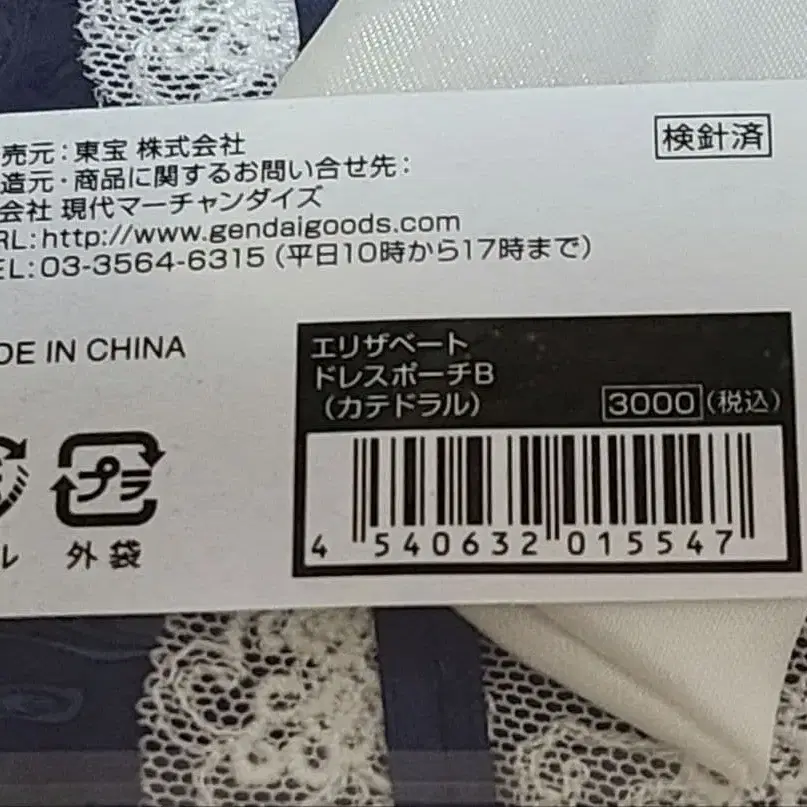 売元:東宝 株式会社
検針済
造元・商品に関するお問い合せ先:
会社 現代マーチャンダイズ
RL:http://www.gendaigoods.com
EL:03-3564-6315(平日10時から17時まで)
DE IN CHINA
エリザベート
ドレスポーチB
(カテドラル) 3000(税込)
プラ
ル 外袋
4 540632 015547